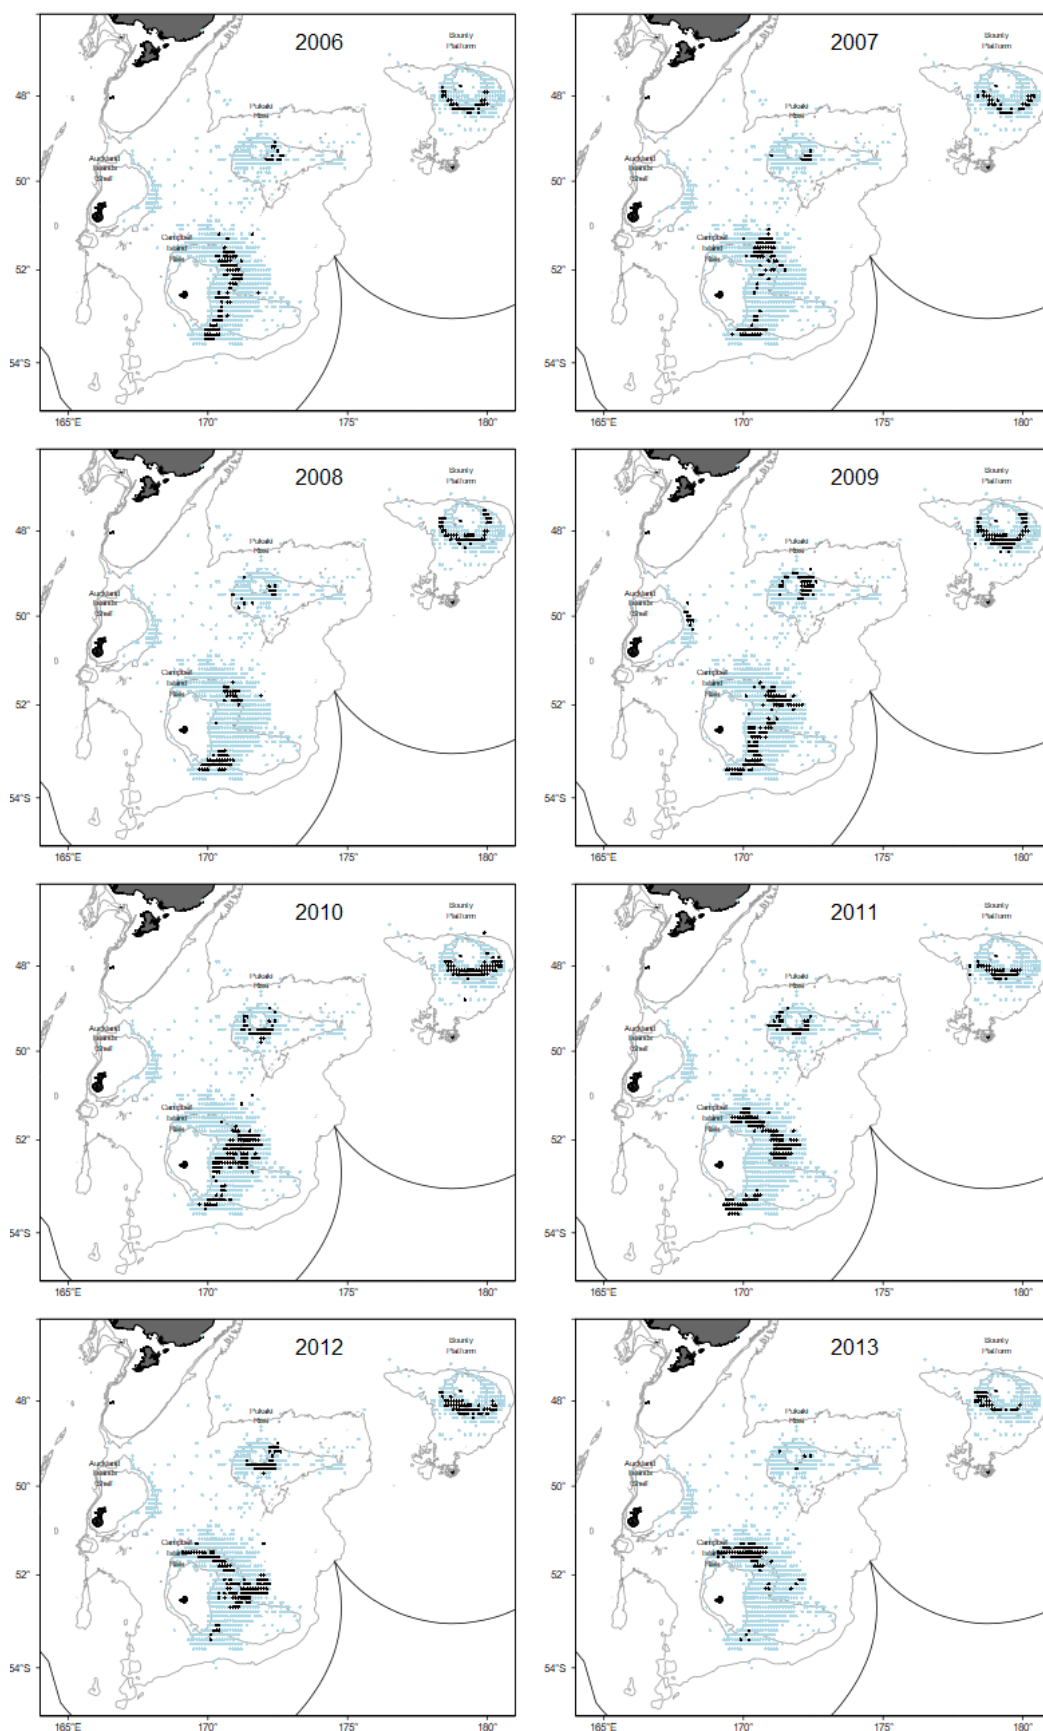 2006
Bounty
Platform
48°
Pukaki
Rise
Auckland
Islands
Shelf
50°
Campbell
Island
Rise
52°
54°S
165°E
170°
175°
180°
2007
Bounty
Platform
48°
Pukaki
Rise
Auckland
Islands
Shelf
50°
Campbell
Island
Rise
52°
54°S
165°E
170°
175°
180°
2008
Bounty
Platform
48°
Pukaki
Rise
Auckland
Islands
Shelf
50°
Campbell
Island
Rise
52°
54°S
165°E
170°
175°
180°
2009
Bounty
Platform
48°
Pukaki
Rise
Auckland
Islands
Shelf
50°
Campbell
Island
Rise
52°
54°S
165°E
170°
175°
180°
2010
Bounty
Platform
48°
Pukaki
Rise
Auckland
Islands
Shelf
50°
Campbell
Island
Rise
52°
54°S
165°E
170°
175°
180°
2011
Bounty
Platform
48°
Pukaki
Rise
Auckland
Islands
Shelf
50°
Campbell
Island
Rise
52°
54°S
165°E
170°
175°
180°
2012
Bounty
Platform
48°
Pukaki
Rise
Auckland
Islands
Shelf
50°
Campbell
Island
Rise
52°
54°S
165°E
170°
175°
180°
2013
Bounty
Platform
48°
Pukaki
Rise
Auckland
Islands
Shelf
50°
Campbell
Island
Rise
52°
54°S
165°E
170°
175°
180°